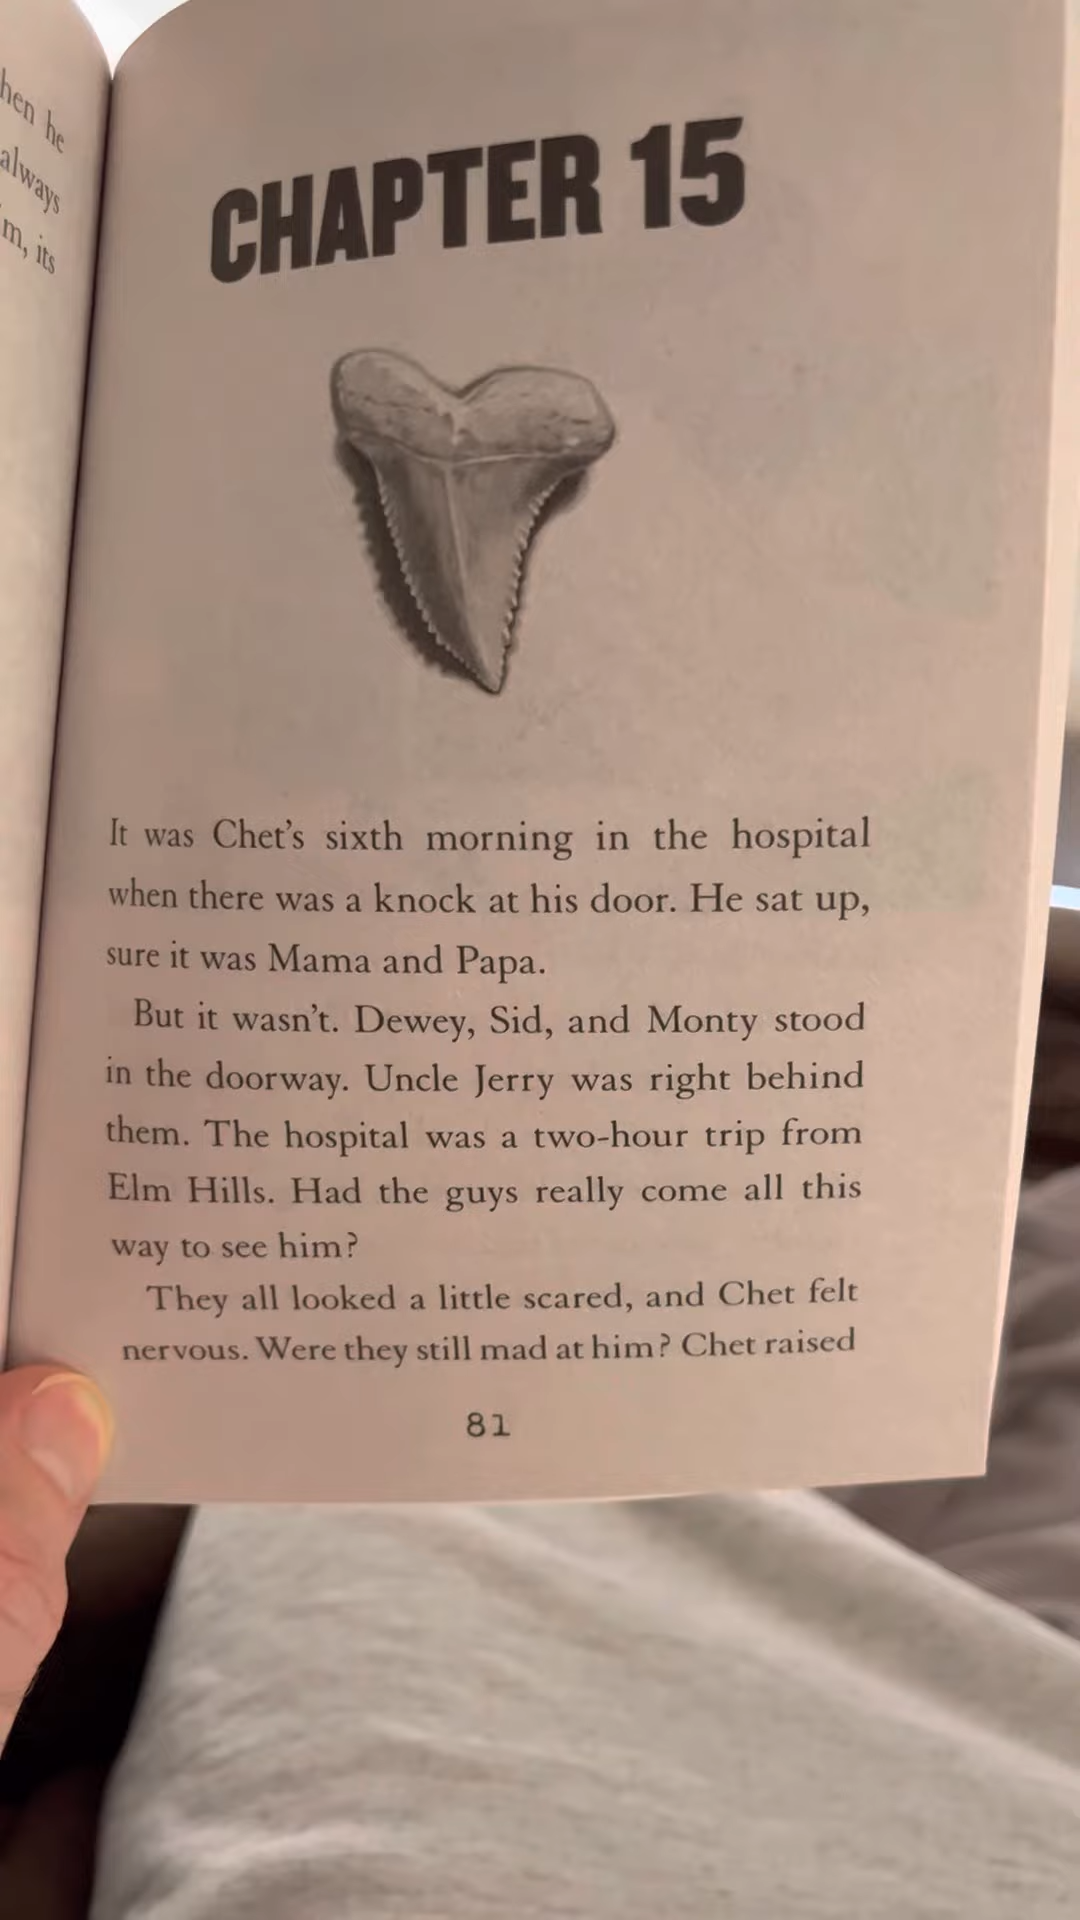 hen he
always
m, its
CHAPTER 15
It was Chet's sixth morning in the hospital
when there was a knock at his door. He sat up,
sure it was Mama and Papa.
But it wasn't. Dewey, Sid, and Monty stood
in the doorway. Uncle Jerry was right behind
them. The hospital was a two-hour trip from
Elm Hills. Had the guys really come all this
way to see him?
They all looked a little scared, and Chet felt
nervous. Were they still mad at him? Chet raised
81